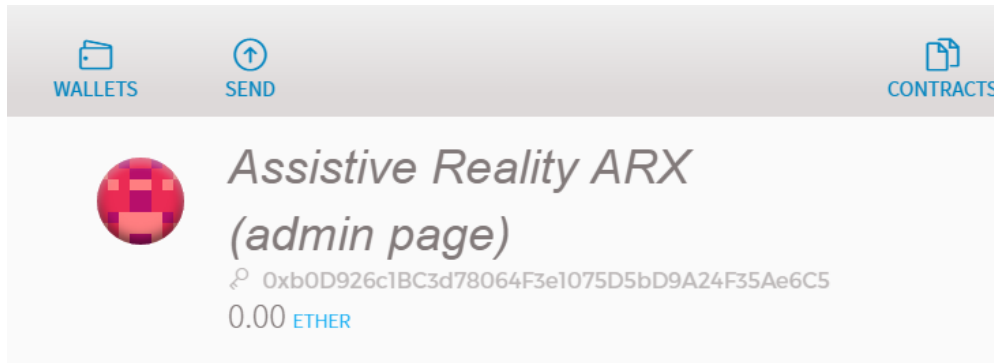 WALLETS SEND CONTRACTS
Assistive Reality ARX
(admin page)
0xb0D926c1BC3d78064F3e1075D5bD9A24F35Ae6C5
0.00 ETHER